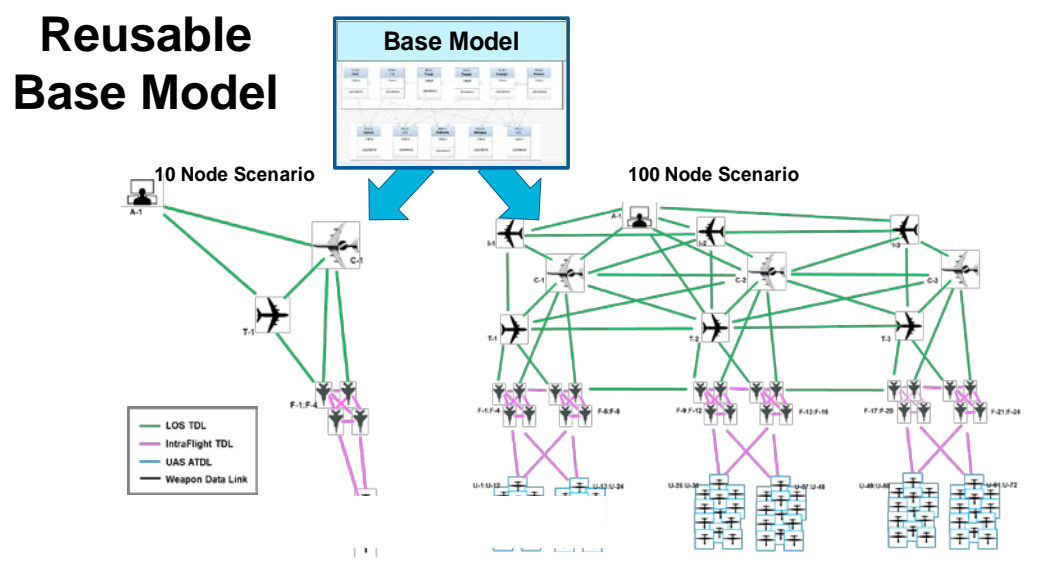 Reusable
Base Model
Base Model
10 Node Scenario
100 Node Scenario
A-1
C-1
T-1
F-1:F-4
LOS TDL
IntraFlight TDL
UAS ATDL
Weapon Data Link
A-1
I-1
I-2
I-3
C-1
C-2
C-3
T-1
T-2
T-3
F-1:F-4
F-5:F-8
F-9:F-12
F-13:F-16
F-17:F-20
F-21:F-24
U-1:U-12
U-13:U-24
U-25:U-36
U-37:U-48
U-49:U-60
U-61:U-72